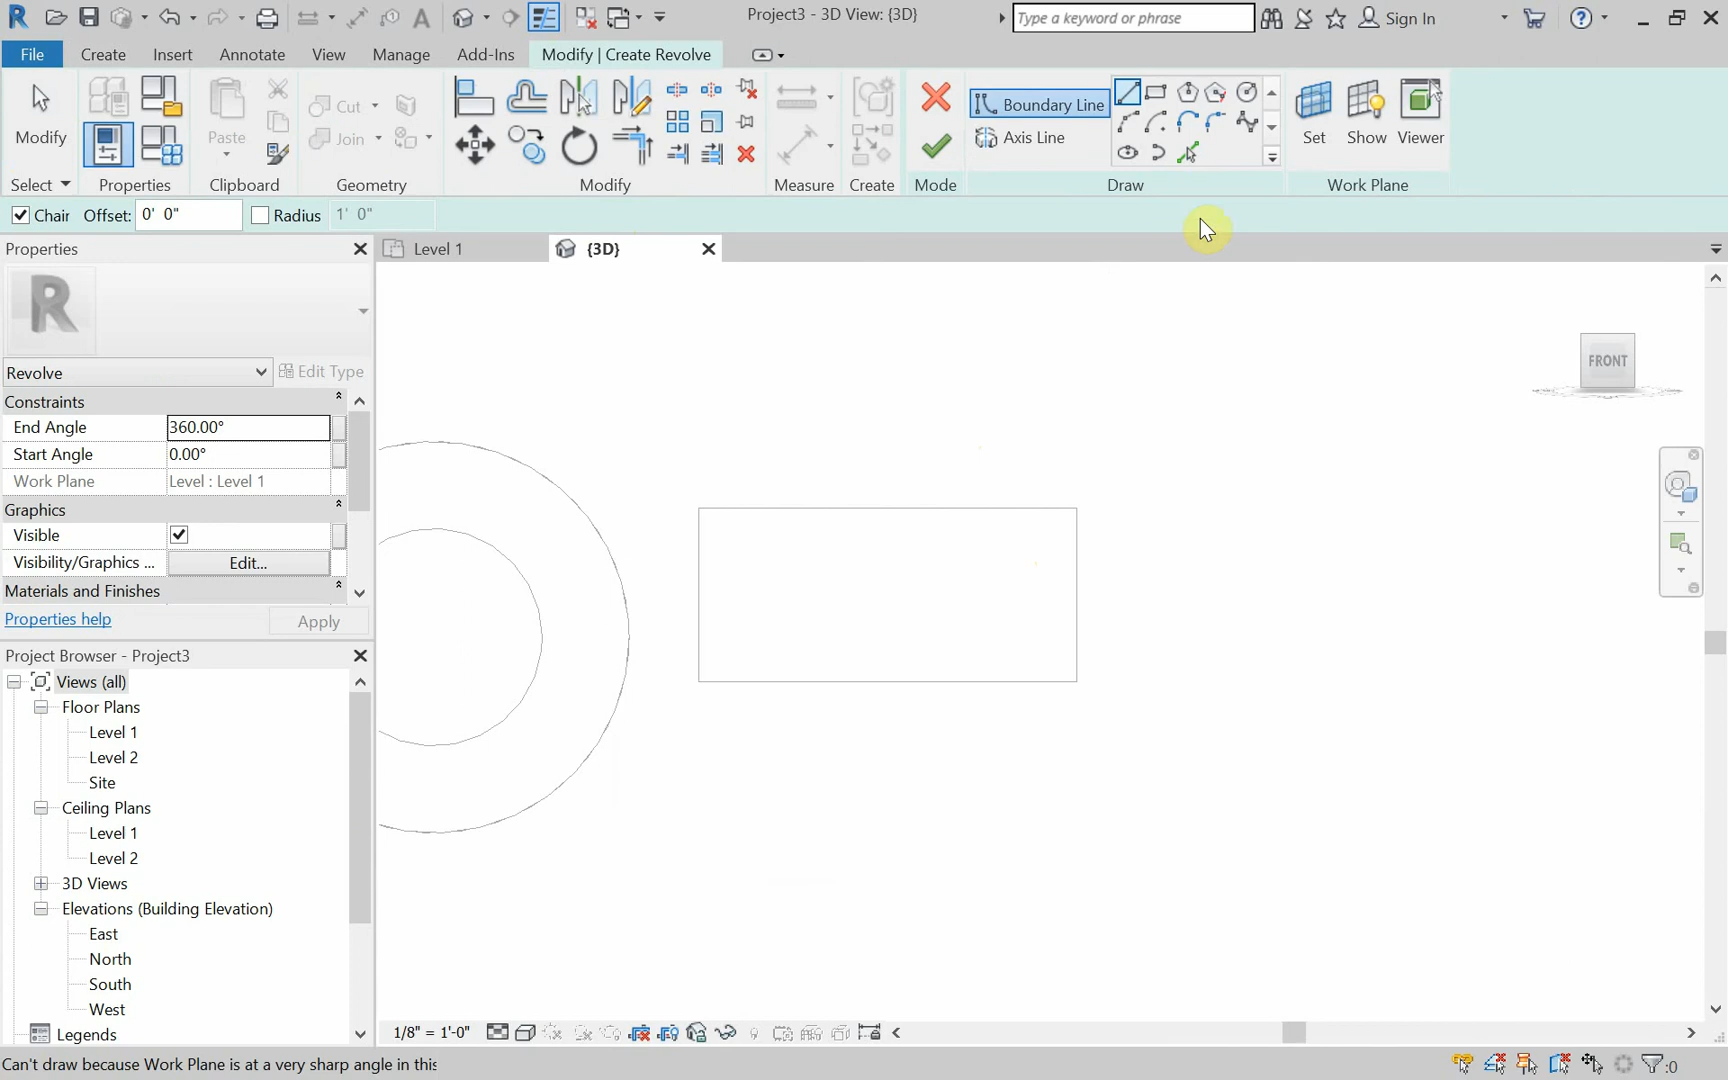 Project3 - 3D View: {3D}
Type a keyword or phrase
Sign In
File
Create
Insert
Annotate
View
Manage
Add-Ins
Modify | Create Revolve
Modify
Paste
Cut
Join
Boundary Line
Axis Line
Set
Show
Viewer
Select
Properties
Clipboard
Geometry
Modify
Measure
Create
Mode
Draw
Work Plane
Chair
Offset:
0' 0"
Radius
1' 0"
Properties
Level 1
{3D}
R
Revolve
Edit Type
Constraints
End Angle
360.00°
Start Angle
0.00°
Work Plane
Level : Level 1
Graphics
Visible
Visibility/Graphics ...
Edit...
Materials and Finishes
Properties help
Apply
FRONT
Project Browser - Project3
Views (all)
Floor Plans
Level 1
Level 2
Site
Ceiling Plans
Level 1
Level 2
3D Views
Elevations (Building Elevation)
East
North
South
West
Legends
1/8" = 1'-0"
Can't draw because Work Plane is at a very sharp angle in this
:0